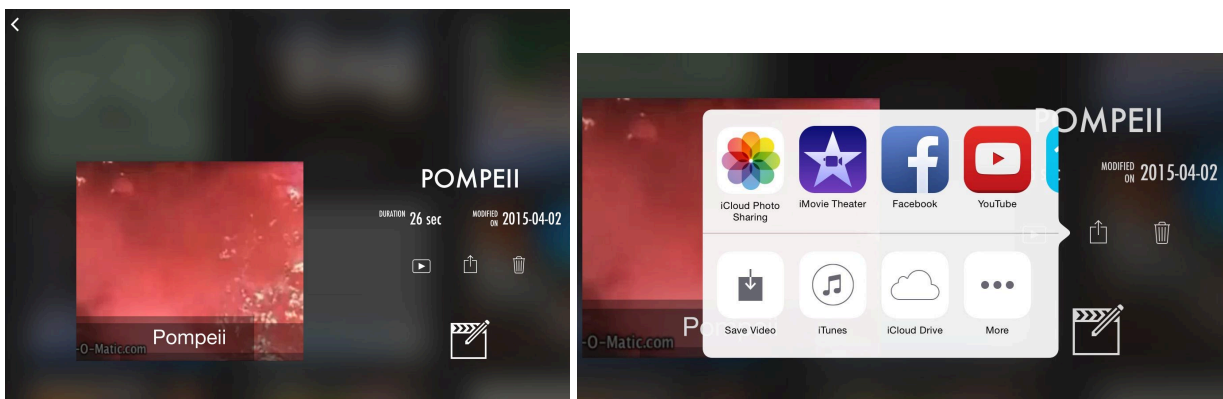 POMPEII
DURATION 26 sec
MODIFIED ON 2015-04-02
Pompeii
-O-Matic.com
POMPEII
MODIFIED ON 2015-04-02
iCloud Photo
Sharing
iMovie Theater
Facebook
YouTube
Save Video
iTunes
iCloud Drive
More
Po
-O-Matic.com